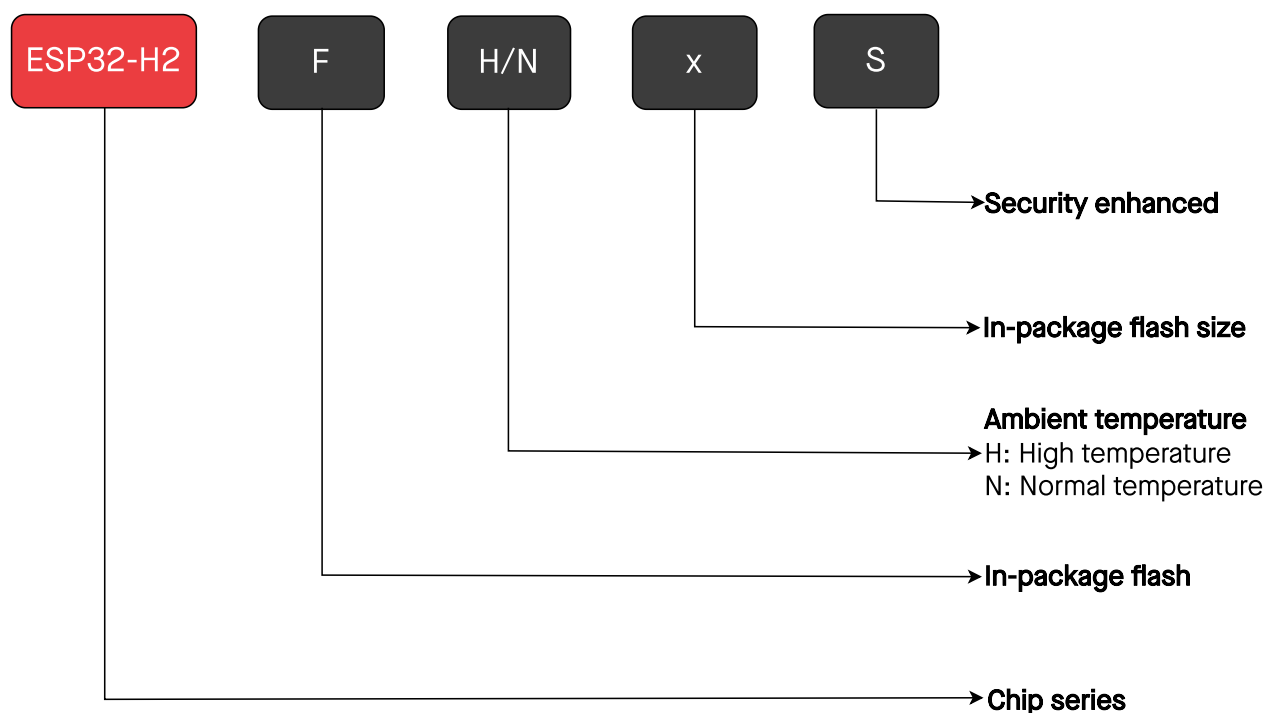 ESP32-H2
F
H/N
x
S
Security enhanced
In-package flash size
Ambient temperature
H: High temperature
N: Normal temperature
In-package flash
Chip series